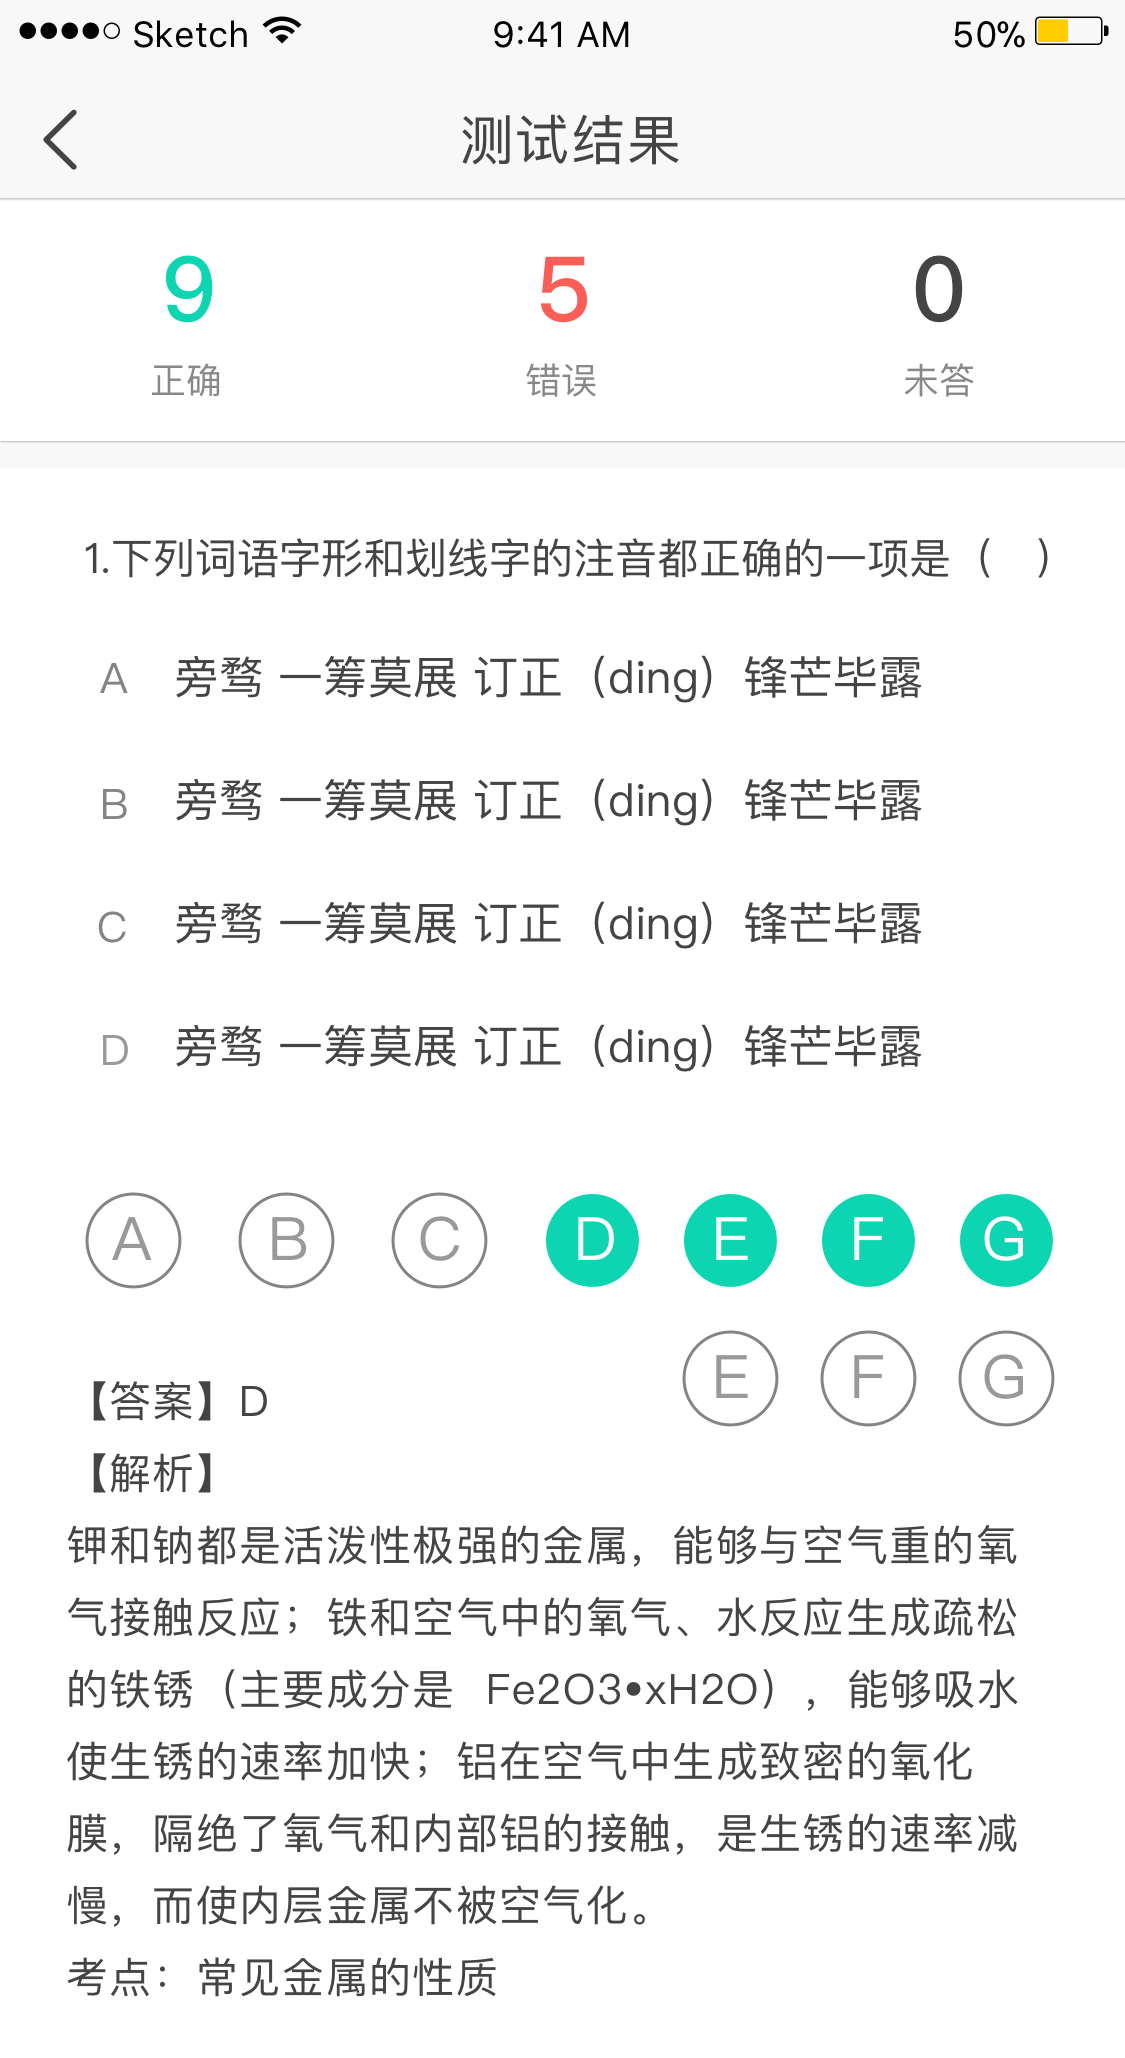 Sketch 9:41 AM 50%
测试结果
9 5 0
正确 错误 未答
1.下列词语字形和划线字的注音都正确的一项是（ ）
A 旁骛 一筹莫展 订正（ding）锋芒毕露
B 旁骛 一筹莫展 订正（ding）锋芒毕露
C 旁骛 一筹莫展 订正（ding）锋芒毕露
D 旁骛 一筹莫展 订正（ding）锋芒毕露
A B C D E F G
E F G
【答案】D
【解析】
钾和钠都是活泼性极强的金属，能够与空气重的氧
气接触反应；铁和空气中的氧气、水反应生成疏松
的铁锈（主要成分是 Fe2O3•xH2O），能够吸水
使生锈的速率加快；铝在空气中生成致密的氧化
膜，隔绝了氧气和内部铝的接触，是生锈的速率减
慢，而使内层金属不被空气化。
考点：常见金属的性质